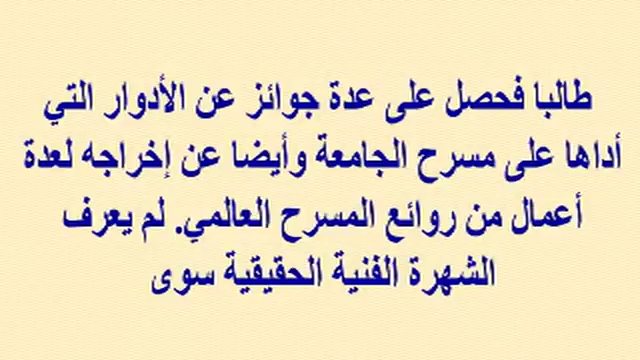 طالبا فحصل على عدة جوائز عن الأدوار التي
أداها على مسرح الجامعة وأيضا عن إخراجه لعدة
أعمال من روائع المسرح العالمي. لم يعرف
الشهرة الفنية الحقيقية سوى